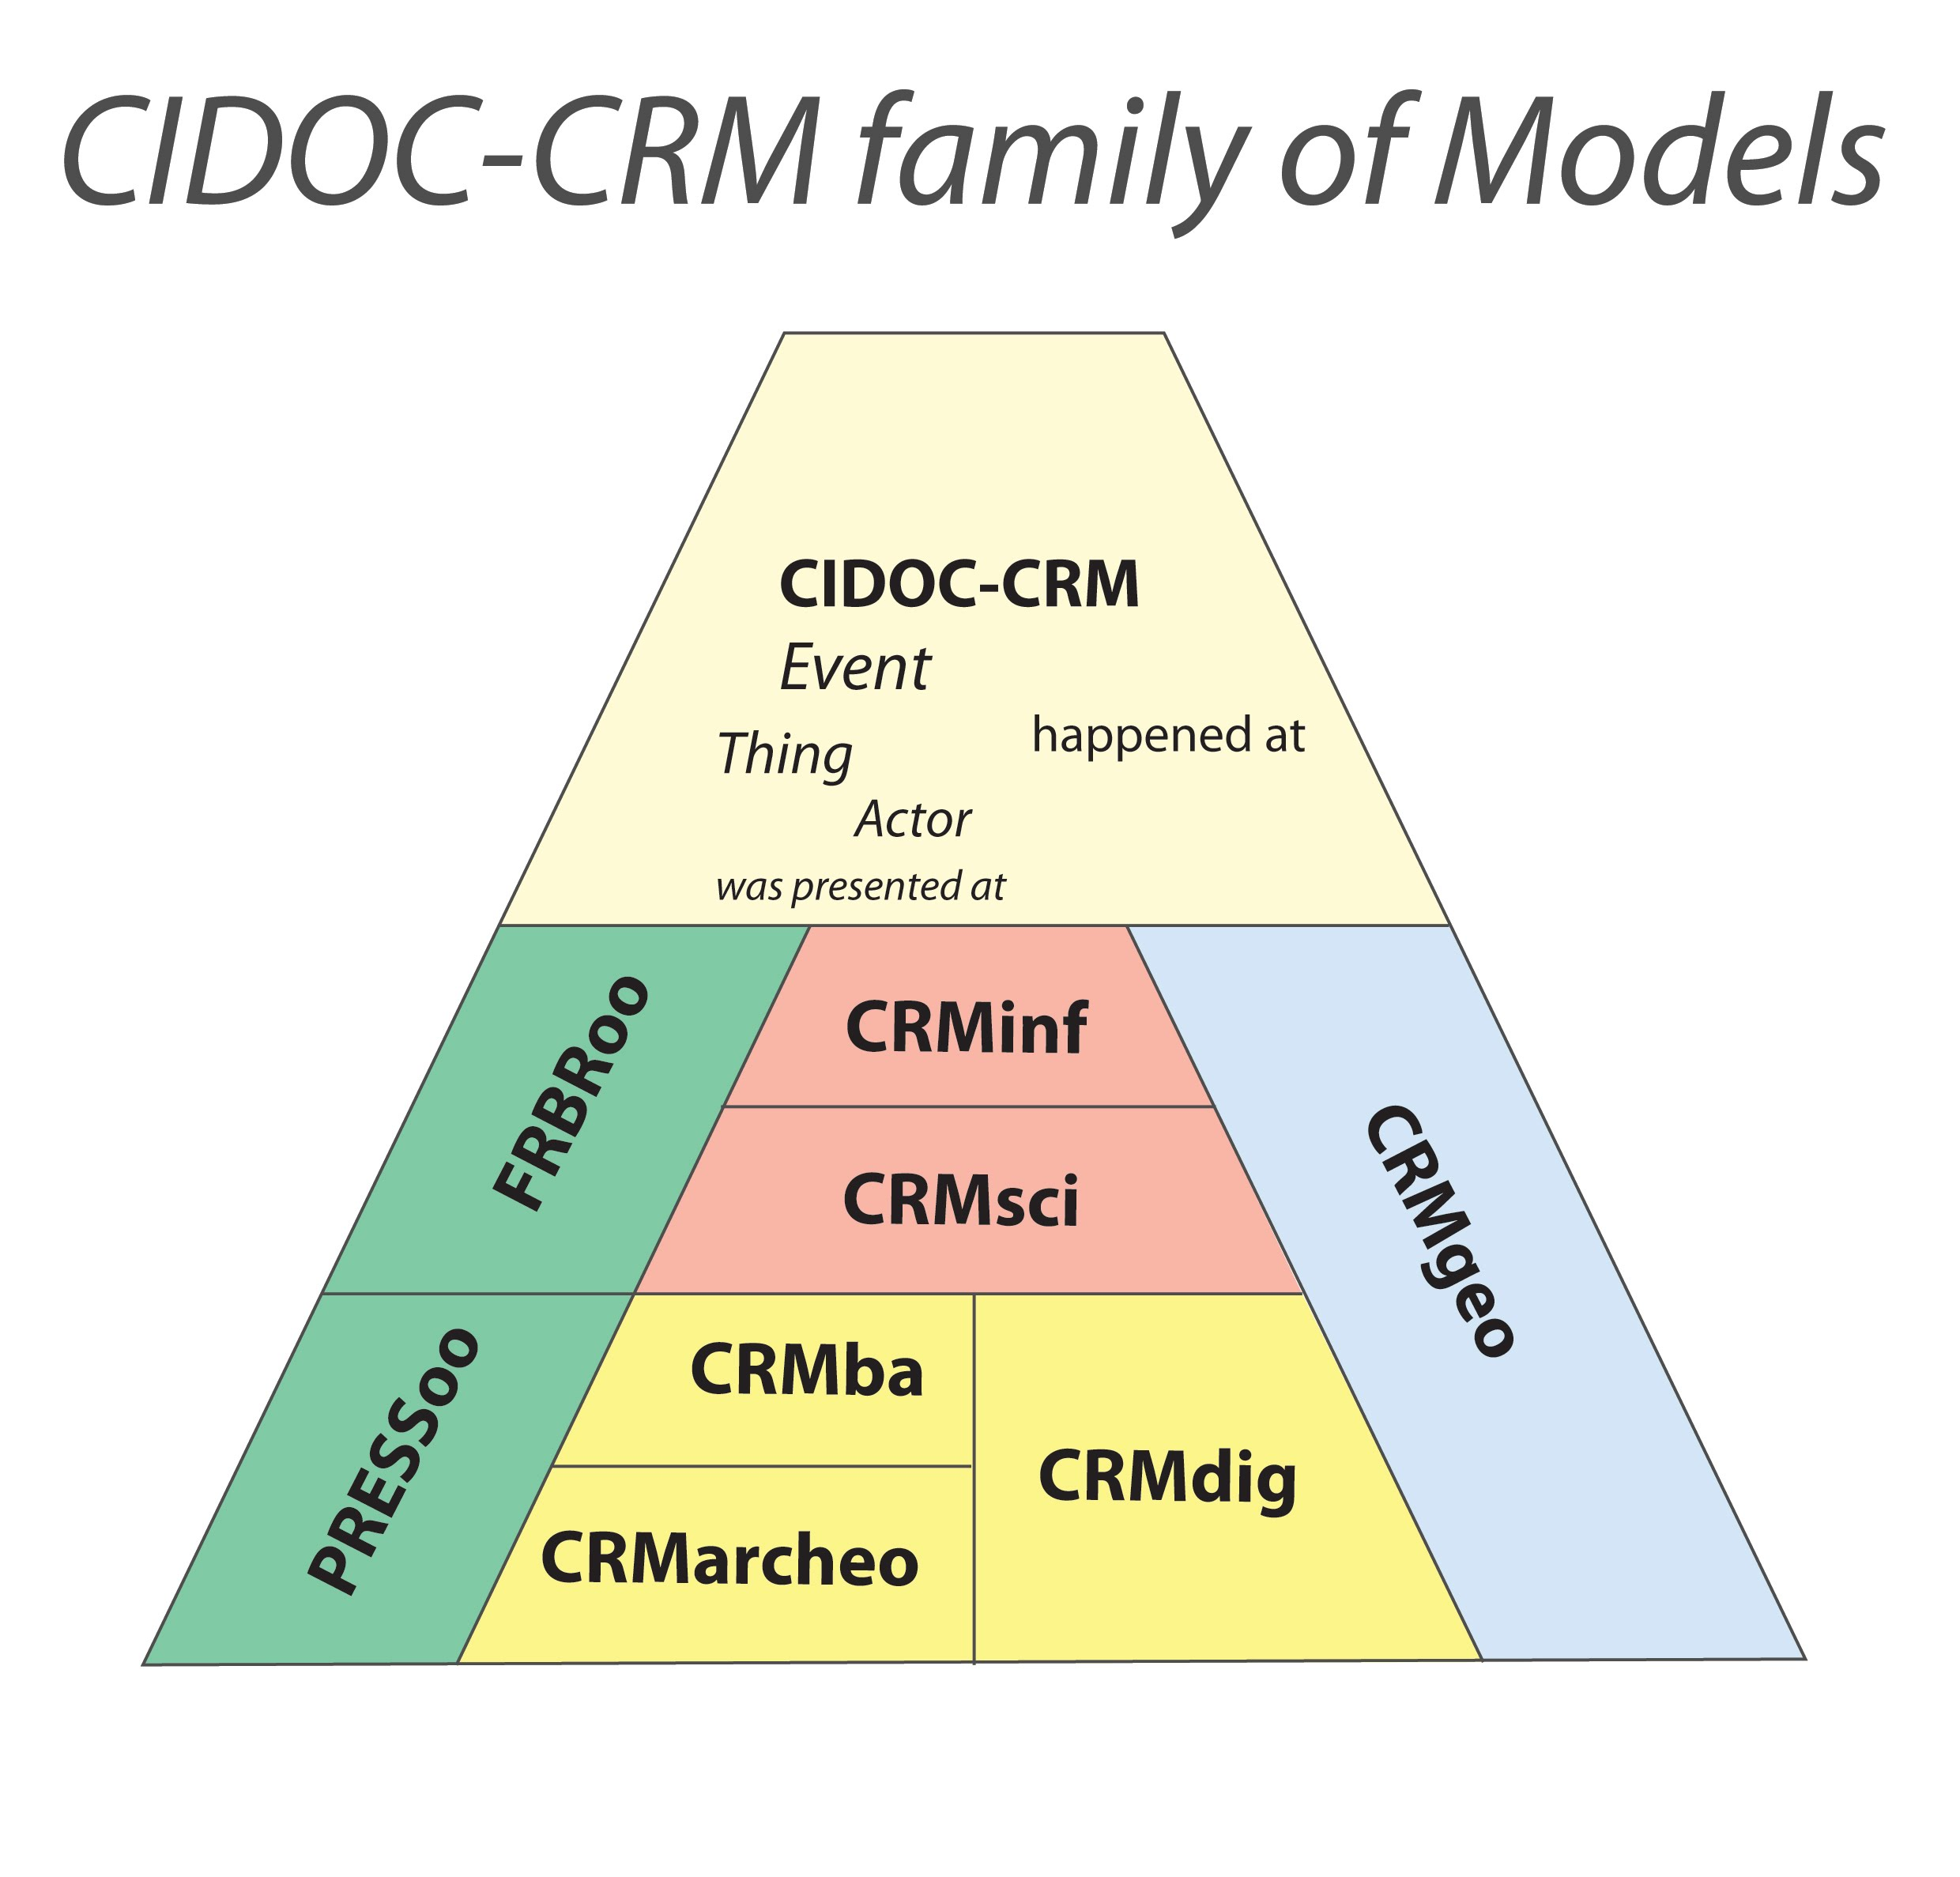 CIDOC-CRM family of Models
CIDOC-CRM
Event
Thing
happened at
Actor
was presented at
FRBRoo
CRMinf
CRMsci
CRMgeo
PRESSoo
CRMba
CRMdig
CRMarcheo